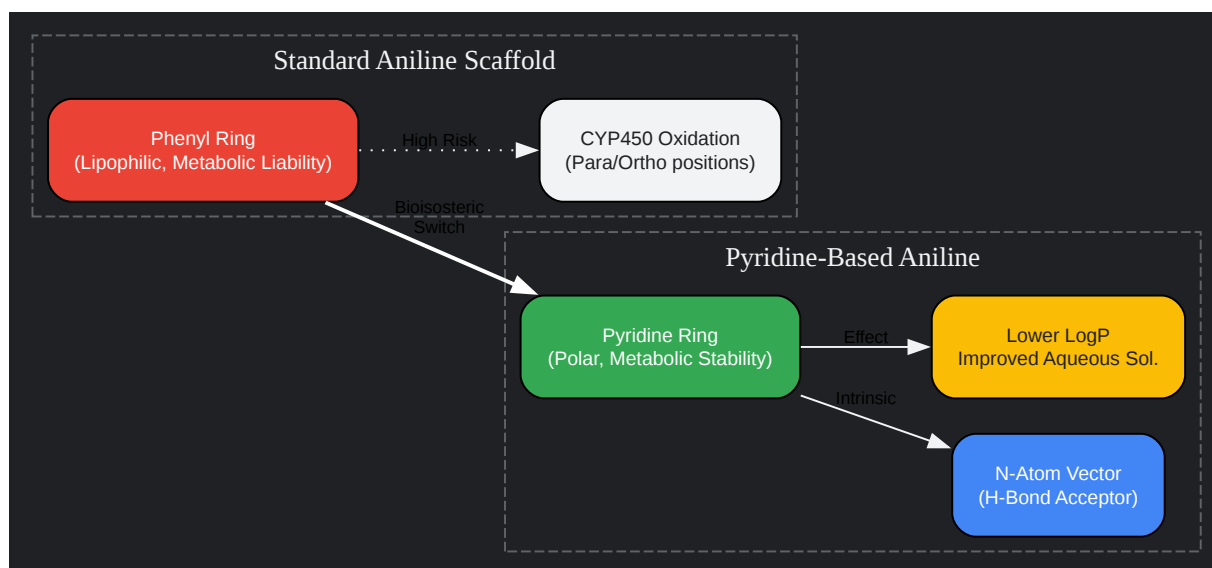 Standard Aniline Scaffold
Phenyl Ring
(Lipophilic, Metabolic Liability)
High Risk
CYP450 Oxidation
(Para/Ortho positions)
Bioisosteric
Switch
Pyridine-Based Aniline
Pyridine Ring
(Polar, Metabolic Stability)
Effect
Lower LogP
Improved Aqueous Sol.
Intrinsic
N-Atom Vector
(H-Bond Acceptor)